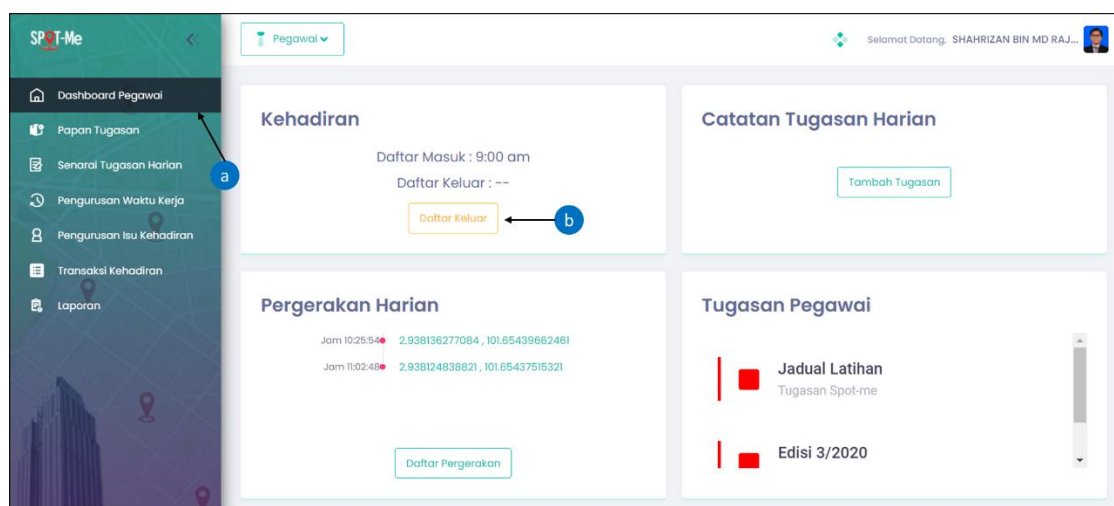 SPOT-Me
Pegawai
Selamat Datang, SHAHRIZAN BIN MD RAJ...
Dashboard Pegawai
Papan Tugasan
Senarai Tugasan Harian
Pengurusan Waktu Kerja
Pengurusan Isu Kehadiran
Transaksi Kehadiran
Laporan
a
Kehadiran
Daftar Masuk : 9:00 am
Daftar Keluar : --
Daftar Keluar
b
Catatan Tugasan Harian
Tambah Tugasan
Pergerakan Harian
Jam 10:25:54 2.938136277084 , 101.65439662461
Jam 11:02:48 2.938124838821 , 101.65437515321
Daftar Pergerakan
Tugasan Pegawai
Jadual Latihan
Tugasan Spot-me
Edisi 3/2020